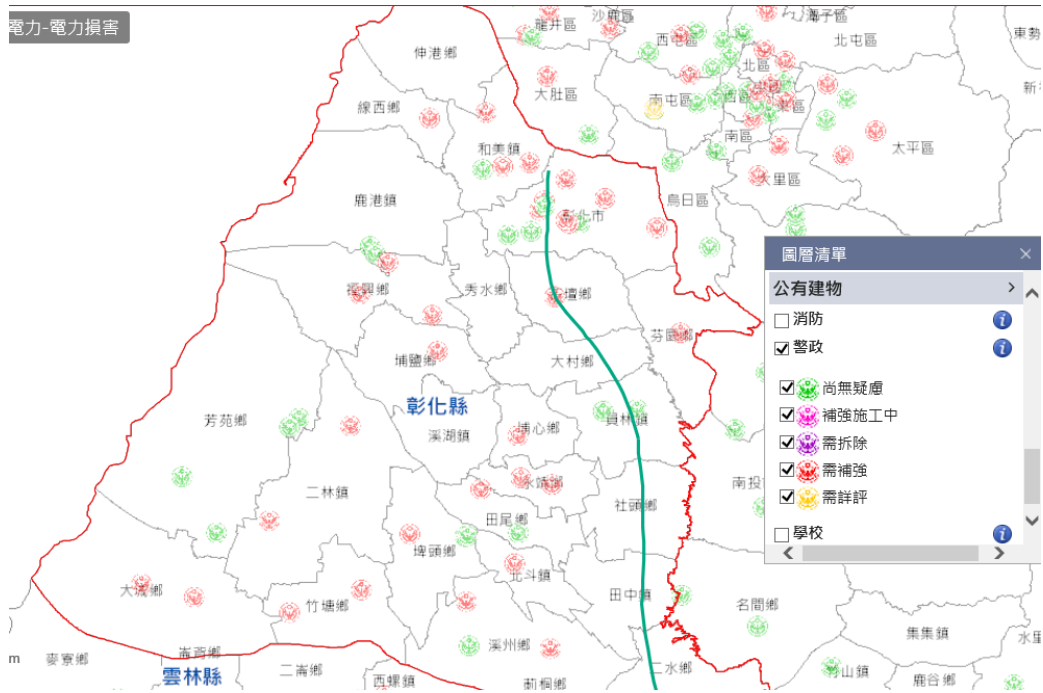 電力-電力損害
沙鹿區
龍井區
潭子區
伸港鄉
西屯區
北屯區
東勢
北區
大肚區
線西鄉
南屯區
西區
南區
和美鎮
太平區
大里區
鹿港鎮
烏日區
彰化市
福興鄉
秀水鄉
花壇鄉
芬園鄉
埔鹽鄉
大村鄉
彰化縣
芳苑鄉
溪湖鎮
埔心鄉
員林鎮
二林鎮
永靖鄉
社頭鄉
南投
田尾鄉
埤頭鄉
北斗鎮
大城鄉
竹塘鄉
田中鎮
名間鄉
集集鎮
水里
溪州鄉
m
麥寮鄉
崙背鄉
雲林縣
二崙鄉
西螺鎮
莿桐鄉
二水鄉
竹山鎮
鹿谷鄉
圖層清單
公有建物
消防
警政
尚無疑慮
補強施工中
需拆除
需補強
需詳評
學校